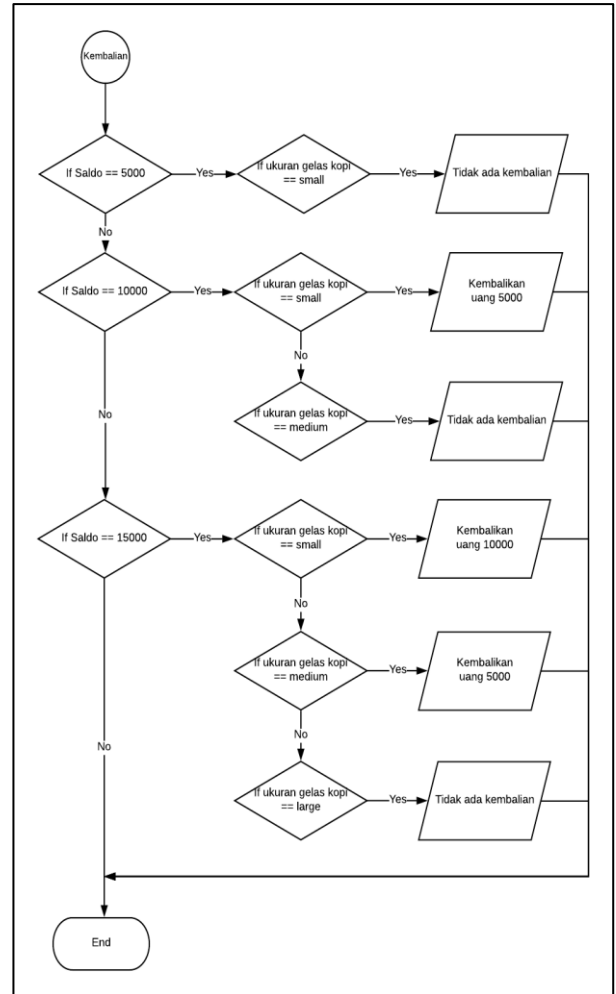 Kembalian
If Saldo == 5000
Yes
If ukuran gelas kopi
== small
Yes
Tidak ada kembalian
No
If Saldo == 10000
Yes
If ukuran gelas kopi
== small
Yes
Kembalikan
uang 5000
No
If ukuran gelas kopi
== medium
Yes
Tidak ada kembalian
No
If Saldo == 15000
Yes
If ukuran gelas kopi
== small
Yes
Kembalikan
uang 10000
No
If ukuran gelas kopi
== medium
Yes
Kembalikan
uang 5000
No
If ukuran gelas kopi
== large
Yes
Tidak ada kembalian
No
End